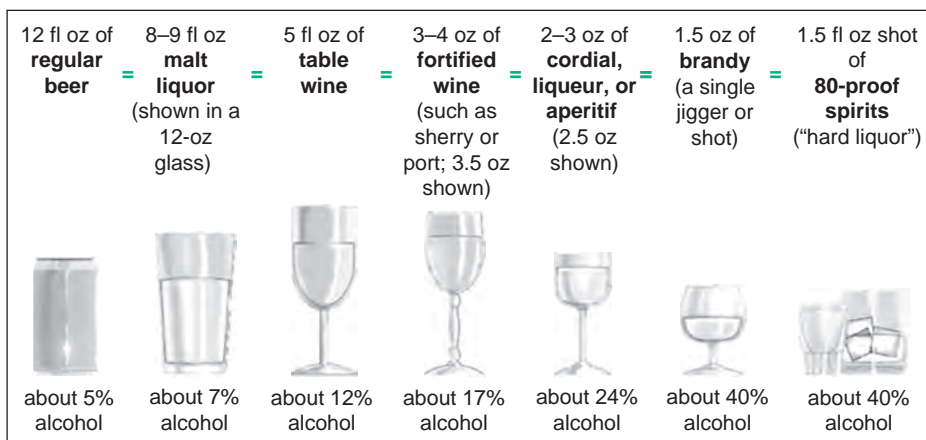 12 fl oz of
regular
beer
=
8–9 fl oz
malt
liquor
(shown in a
12-oz
glass)
=
5 fl oz of
table
wine
=
3–4 oz of
fortified
wine
(such as
sherry or
port; 3.5 oz
shown)
=
2–3 oz of
cordial,
liqueur, or
aperitif
(2.5 oz
shown)
=
1.5 oz of
brandy
(a single
jigger or
shot)
=
1.5 fl oz shot
of
80-proof
spirits
(“hard liquor”)
about 5%
alcohol
about 7%
alcohol
about 12%
alcohol
about 17%
alcohol
about 24%
alcohol
about 40%
alcohol
about 40%
alcohol